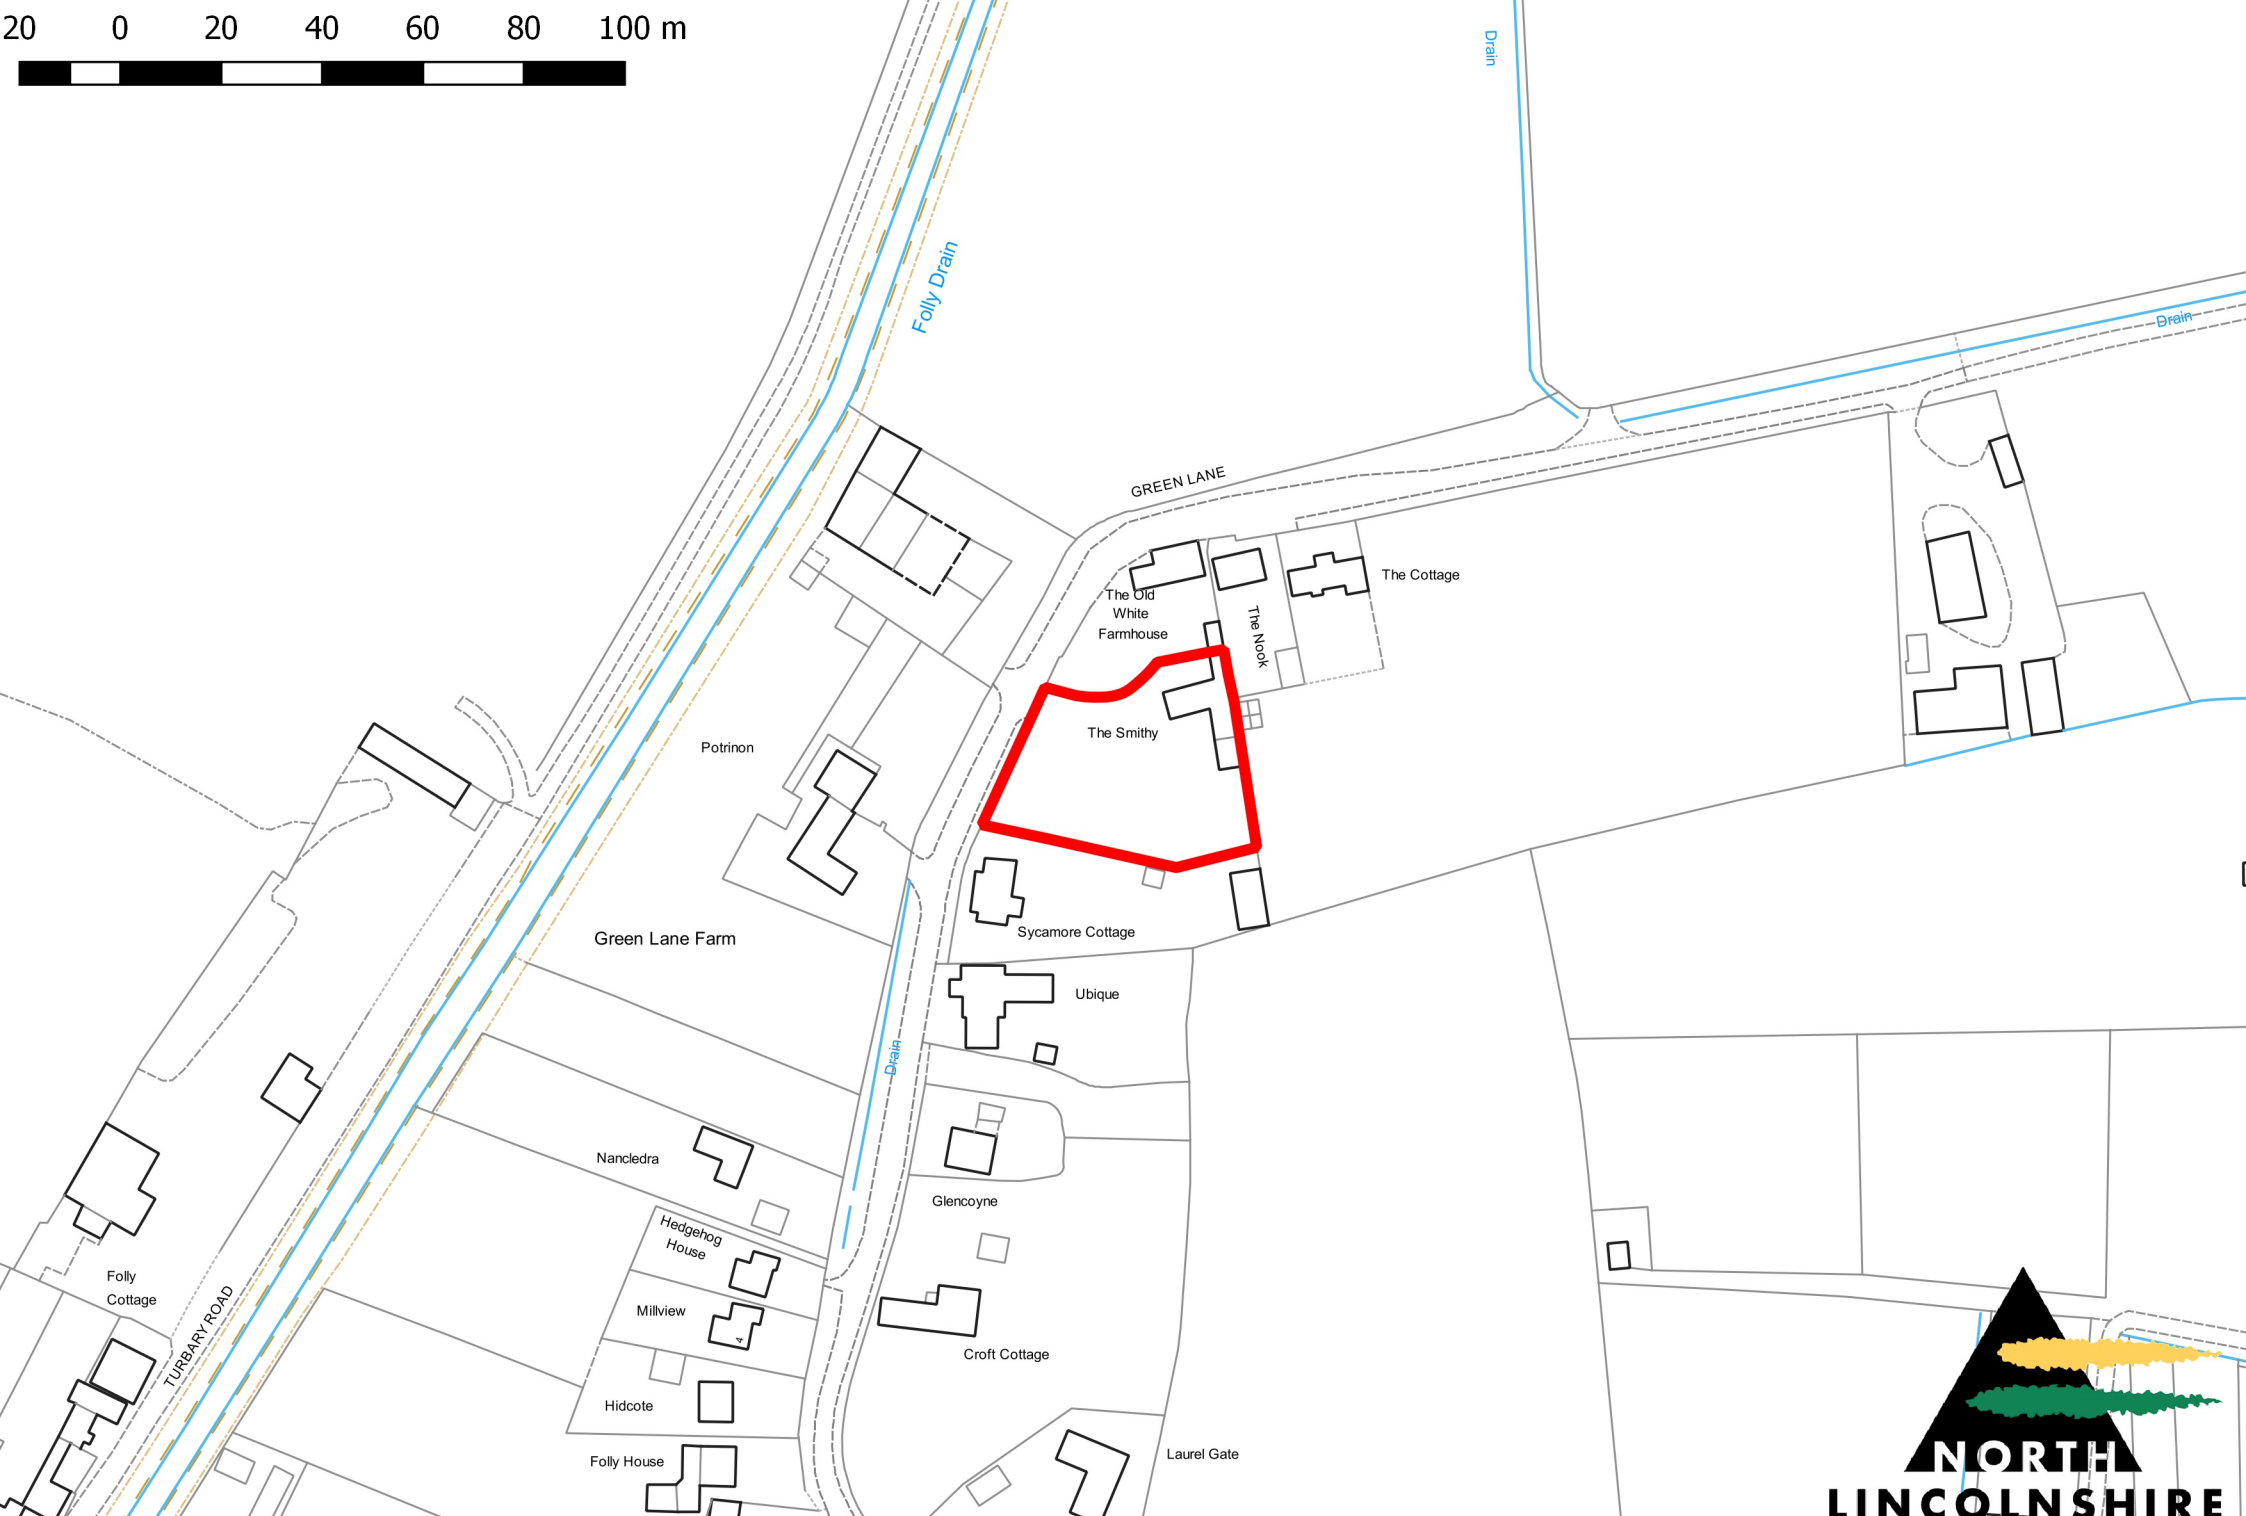 20 0 20 40 60 80 100 m
Drain
Folly Drain
Drain
GREEN LANE
The Cottage
The Old
White
Farmhouse
The Nook
The Smithy
Potrinon
Sycamore Cottage
Green Lane Farm
Ubique
Drain
Nancledra
Glencoyne
Hedgehog
House
Folly
Cottage
TURBARY ROAD
Millview
4
Croft Cottage
Hidcote
Folly House
Laurel Gate
NORTH
LINCOLNSHIRE